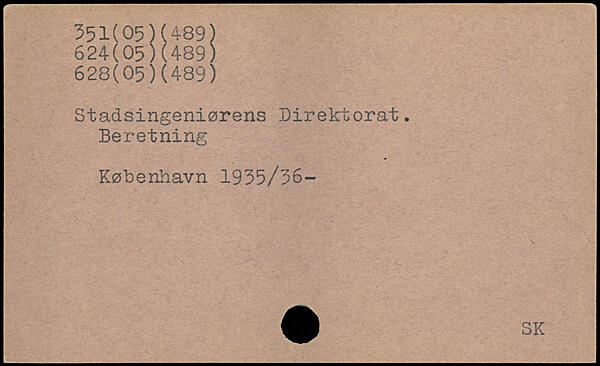 351(05)(489)
624(05)(489)
628(05)(489)
Stadsingeniørens Direktorat.
Beretning
København 1935/36-
SK